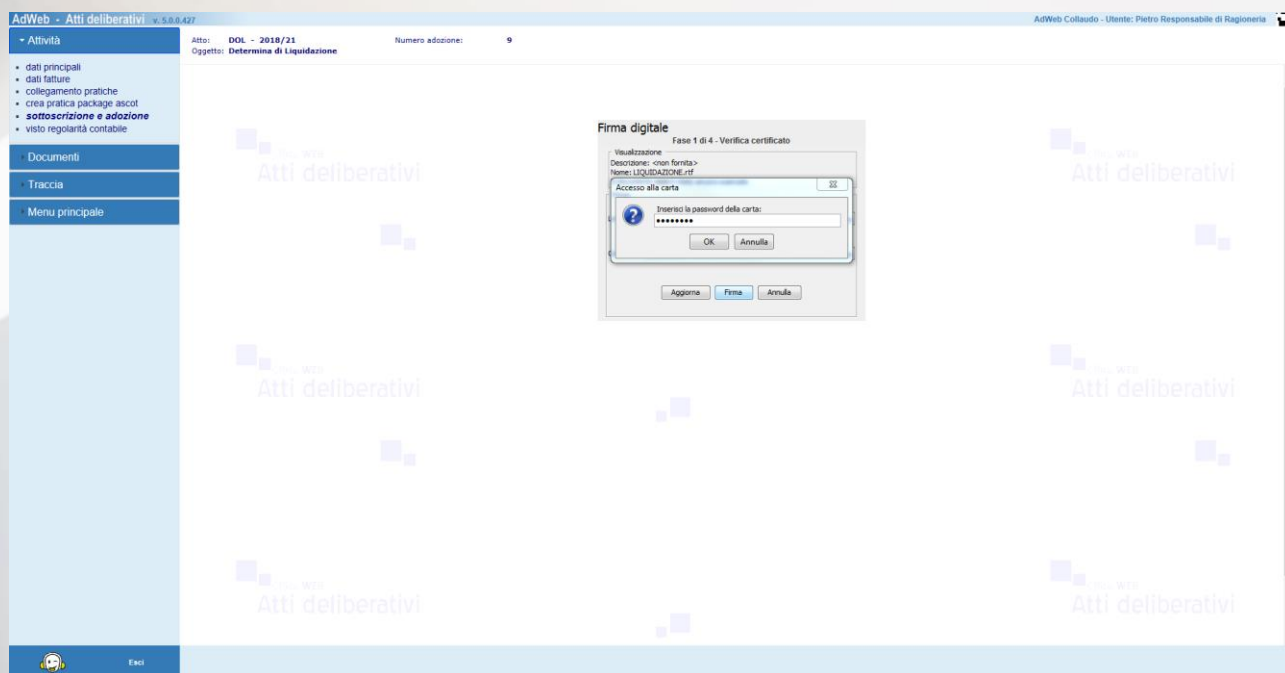 AdWeb - Atti deliberativi v. 5.0.0.427
AdWeb Collaudo - Utente: Pietro Responsabile di Ragioneria
Attività
Atto: DOL - 2018/21 Numero adozione: 9
Oggetto: Determina di Liquidazione
dati principali
dati fatture
collegamento pratiche
crea pratica package ascot
sottoscrizione e adozione
visto regolarità contabile
Documenti
Traccia
Menu principale
Firma digitale
Fase 1 di 4 - Verifica certificato
Visualizzazione
Descrizione: <non fornita>
Nome: LIQUIDAZIONE.rtf
Accesso alla carta
Inserisci la password della carta:
••••••••
OK Annulla
Aggiorna Firma Annulla
Atti deliberativi
Atti deliberativi
Atti deliberativi
Atti deliberativi
Atti deliberativi
Atti deliberativi
Esci